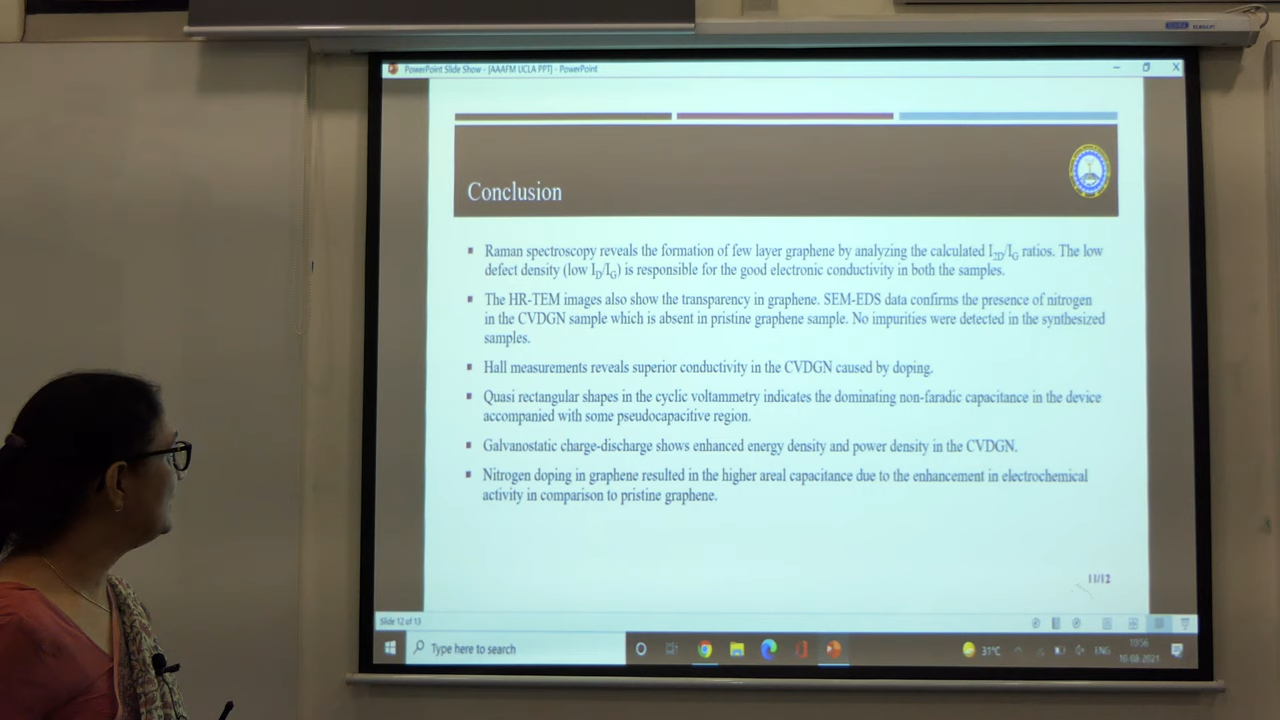 PowerPoint Slide Show - [AAAFM UCLA PPT] - PowerPoint
Conclusion
▪ Raman spectroscopy reveals the formation of few layer graphene by analyzing the calculated I2D/IG ratios. The low
defect density (low ID/IG) is responsible for the good electronic conductivity in both the samples.
▪ The HR-TEM images also show the transparency in graphene. SEM-EDS data confirms the presence of nitrogen
in the CVDGN sample which is absent in pristine graphene sample. No impurities were detected in the synthesized
samples.
▪ Hall measurements reveals superior conductivity in the CVDGN caused by doping.
▪ Quasi rectangular shapes in the cyclic voltammetry indicates the dominating non-faradic capacitance in the device
accompanied with some pseudocapacitive region.
▪ Galvanostatic charge-discharge shows enhanced energy density and power density in the CVDGN.
▪ Nitrogen doping in graphene resulted in the higher areal capacitance due to the enhancement in electrochemical
activity in comparison to pristine graphene.
11/12
Slide 12 of 13
Type here to search
31°C
ENG
10:56
10-08-2021